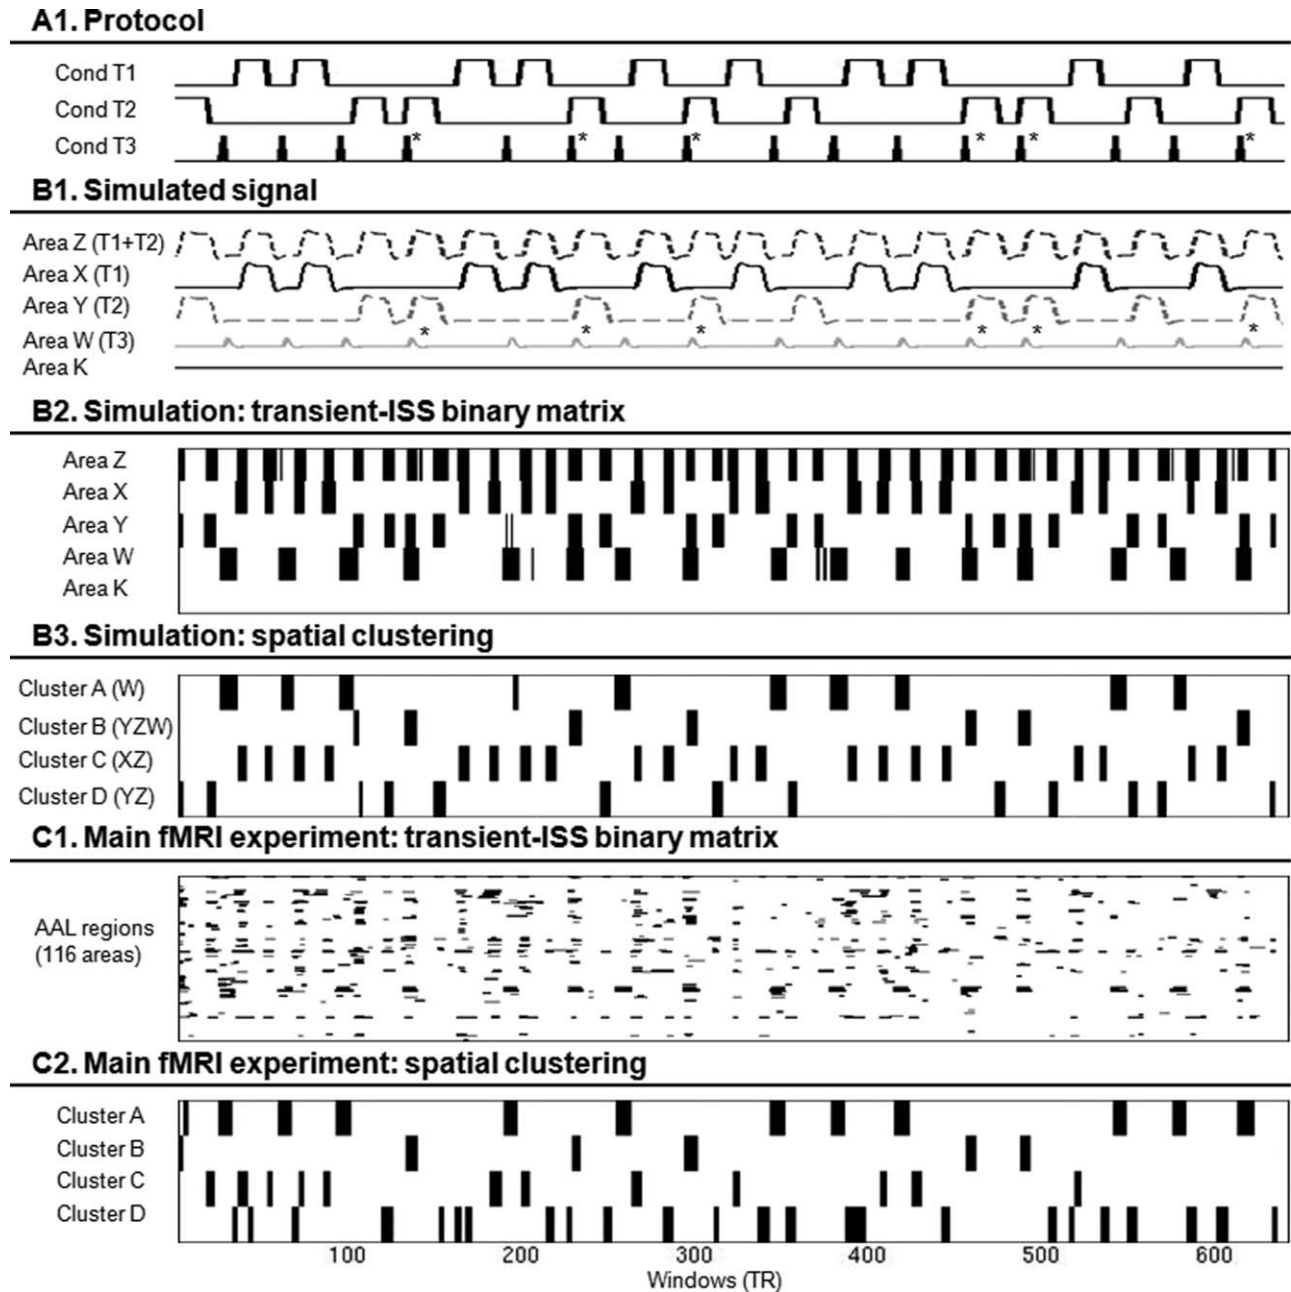 A1. Protocol
Cond T1
Cond T2
Cond T3
* * * * * *
B1. Simulated signal
Area Z (T1+T2)
Area X (T1)
Area Y (T2)
* * * * * *
Area W (T3)
Area K
B2. Simulation: transient-ISS binary matrix
Area Z
Area X
Area Y
Area W
Area K
B3. Simulation: spatial clustering
Cluster A (W)
Cluster B (YZW)
Cluster C (XZ)
Cluster D (YZ)
C1. Main fMRI experiment: transient-ISS binary matrix
AAL regions
(116 areas)
C2. Main fMRI experiment: spatial clustering
Cluster A
Cluster B
Cluster C
Cluster D
100 200 300 400 500 600
Windows (TR)